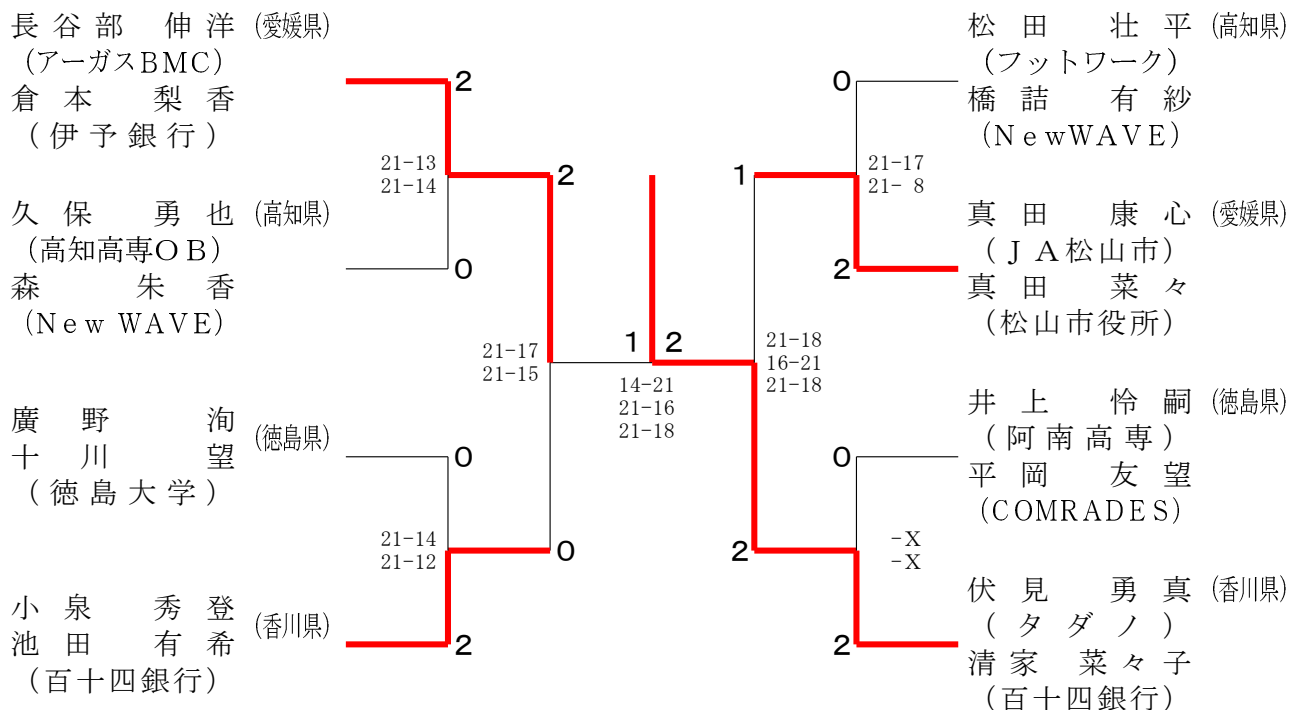 長谷部 伸洋 (愛媛県)
(アーガスBMC)
倉本 梨香
(伊予銀行)
2
21-13
21-14
2
久保 勇也 (高知県)
(高知高専OB)
森 朱香
(New WAVE)
0
21-17
21-15
廣野 洵 (徳島県)
十川 望
(徳島大学)
0
21-14
21-12
0
小泉 秀登 (香川県)
池田 有希
(百十四銀行)
2
1 2
14-21
21-16
21-18
松田 壮平 (高知県)
(フットワーク)
橋詰 有紗
(NewWAVE)
0
21-17
21- 8
1
真田 康心 (愛媛県)
(JA松山市)
真田 菜々
(松山市役所)
2
21-18
16-21
21-18
井上 怜嗣 (徳島県)
(阿南高専)
平岡 友望
(COMRADES)
0
-X
-X
2
伏見 勇真 (香川県)
(タダノ)
清家 菜々子
(百十四銀行)
2